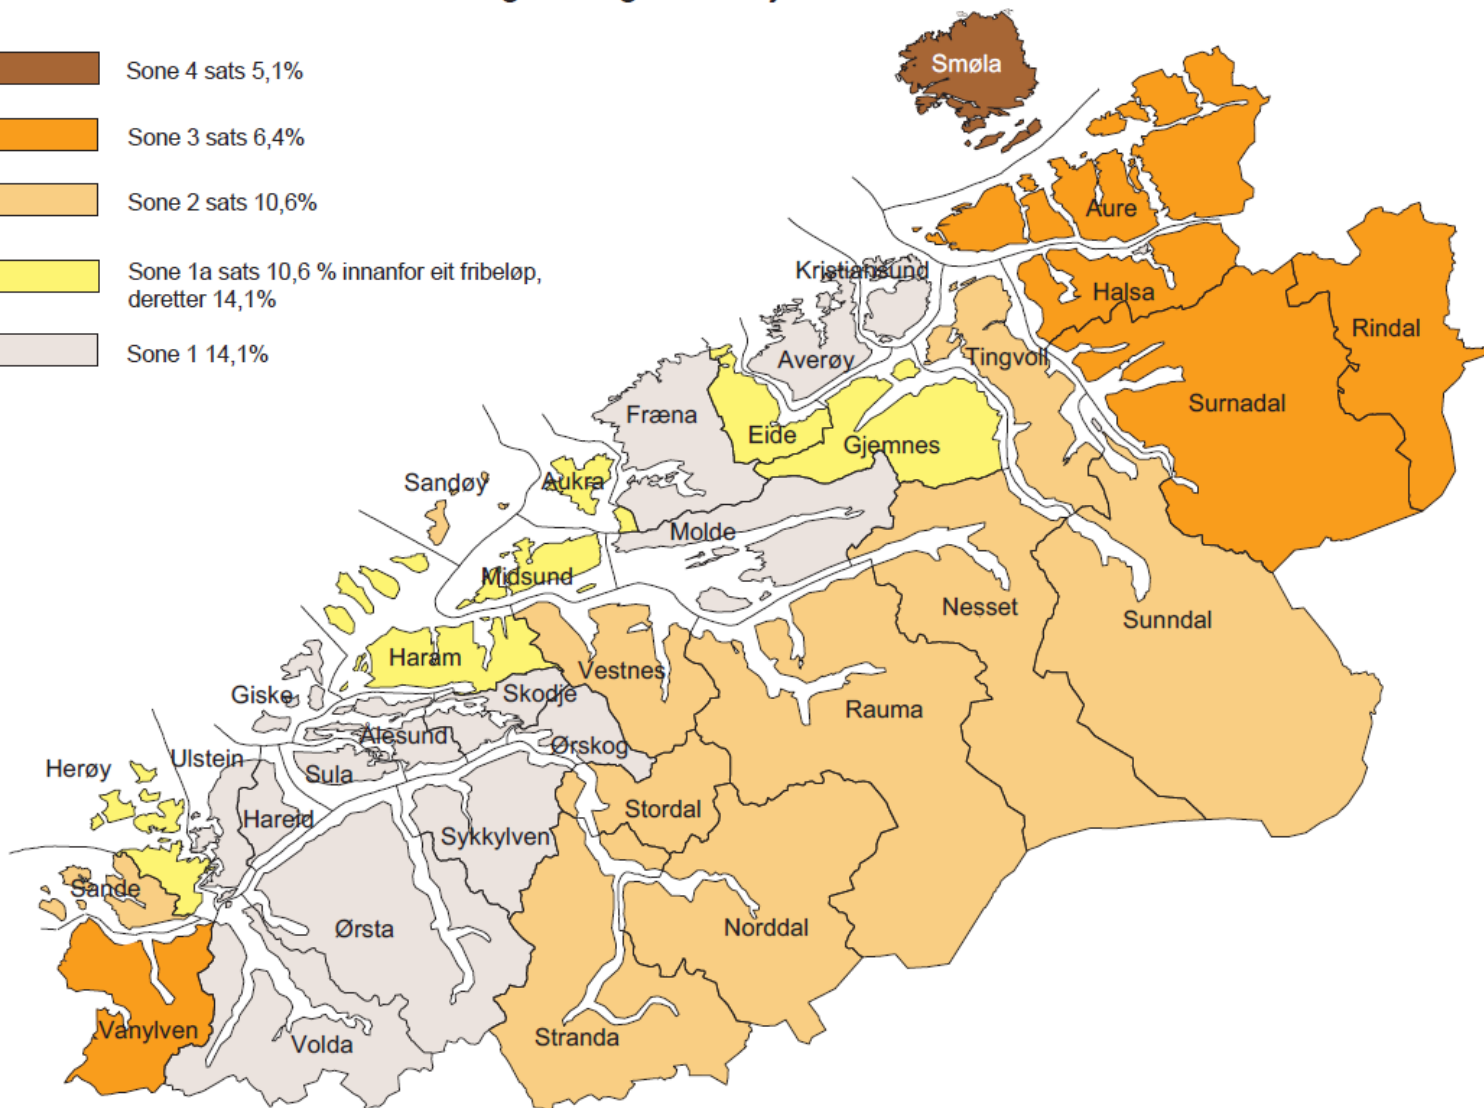 Sone 4 sats 5,1%
Sone 3 sats 6,4%
Sone 2 sats 10,6%
Sone 1a sats 10,6 % innanfor eit fribeløp,
deretter 14,1%
Sone 1 14,1%
Smøla
Aure
Kristiansund
Halsa
Rindal
Averøy
Tingvoll
Surnadal
Fræna
Eide
Gjemnes
Sandøy
Aukra
Molde
Midsund
Nesset
Sunndal
Haram
Vestnes
Skodje
Giske
Rauma
Ålesund
Ørskog
Ulstein
Herøy
Sula
Stordal
Hareid
Sykkylven
Sande
Ørsta
Norddal
Vanylven
Volda
Stranda